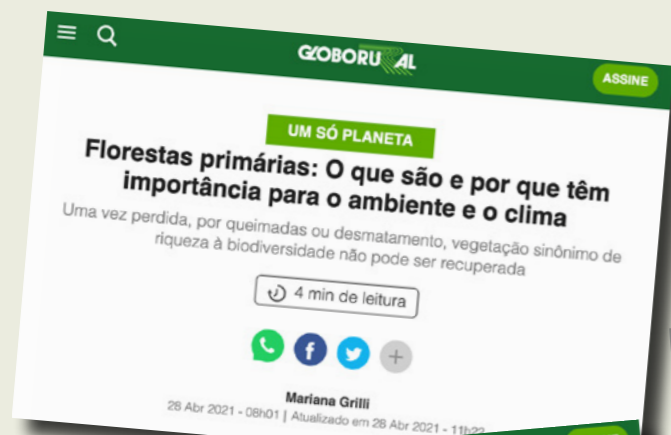 GLOBORURAL
ASSINE
UM SÓ PLANETA
Florestas primárias: O que são e por que têm
importância para o ambiente e o clima
Uma vez perdida, por queimadas ou desmatamento, vegetação sinônimo de
riqueza à biodiversidade não pode ser recuperada
4 min de leitura
Mariana Grilli
28 Abr 2021 - 08h01 | Atualizado em 28 Abr 2021 - 11h22